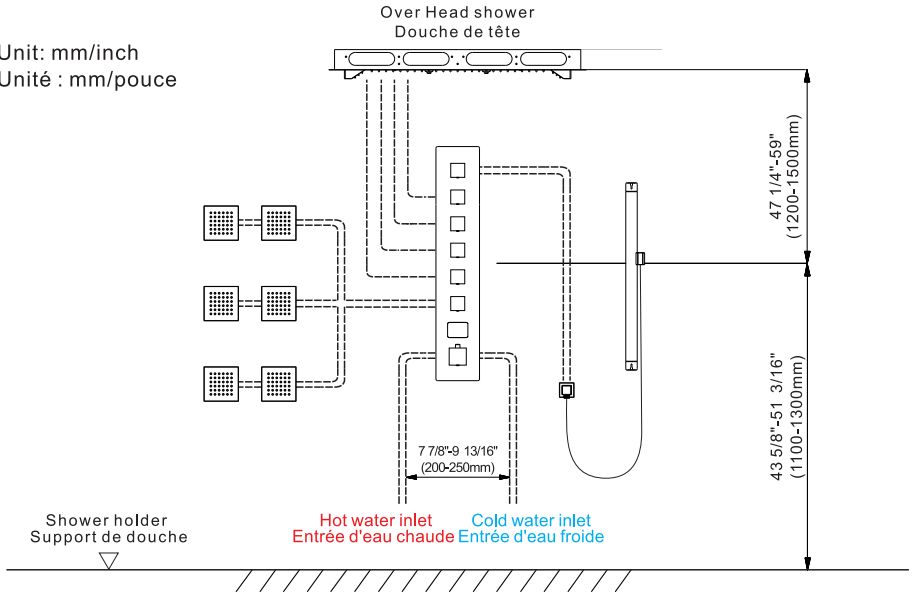 Over Head shower
Douche de tête
Unit: mm/inch
Unité : mm/pouce
47 1/4"-59"
(1200-1500mm)
43 5/8"-51 3/16"
(1100-1300mm)
7 7/8"-9 13/16"
(200-250mm)
Shower holder
Support de douche
Hot water inlet
Entrée d'eau chaude
Cold water inlet
Entrée d'eau froide